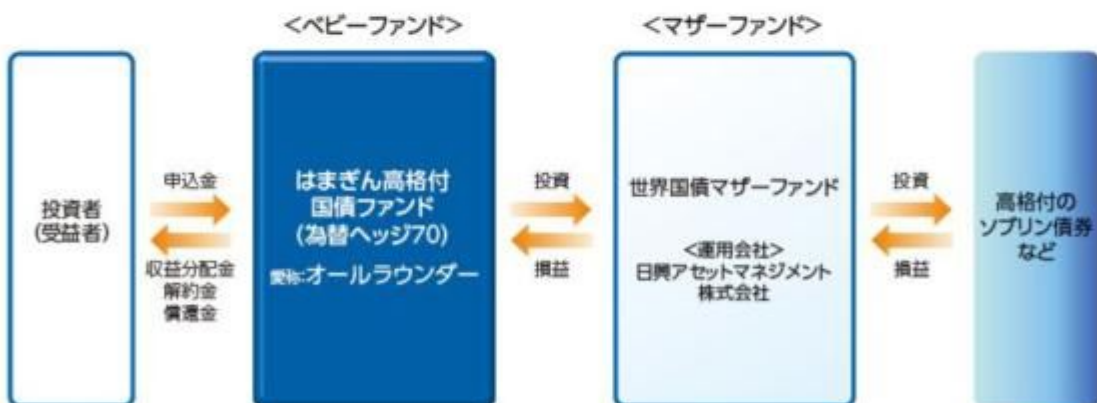 <ベビーファンド>
<マザーファンド>
投資者
(受益者)
申込金
収益分配金
解約金
償還金
はまぎん高格付
国債ファンド
(為替ヘッジ70)
愛称:オールラウンダー
投資
損益
世界国債マザーファンド
<運用会社>
日興アセットマネジメント
株式会社
投資
損益
高格付の
ソブリン債券
など